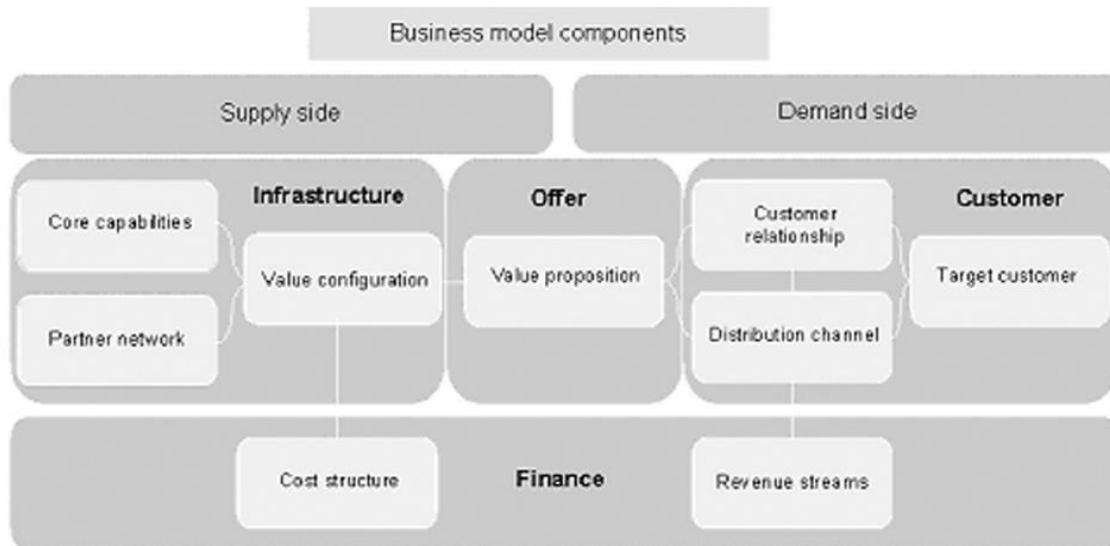 Business model components
Supply side
Demand side
Infrastructure
Core capabilities
Value configuration
Partner network
Offer
Value proposition
Customer
Customer
relationship
Target customer
Distribution channel
Finance
Cost structure
Revenue streams